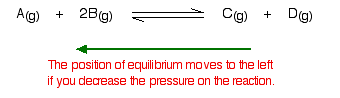 A(g) + 2B(g) ⇌ C(g) + D(g)
The position of equilibrium moves to the left
if you decrease the pressure on the reaction.